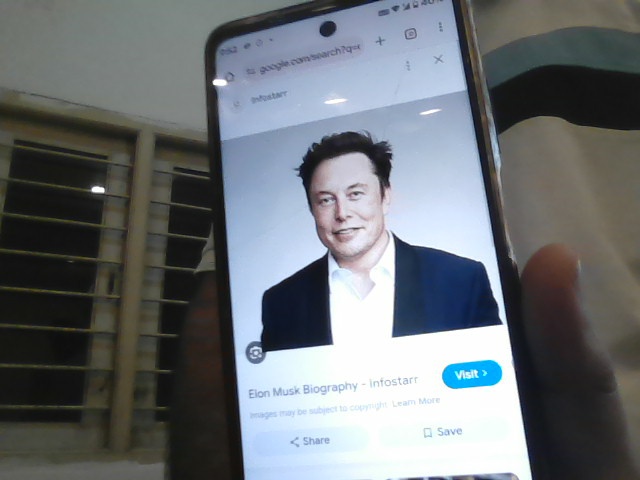 google.com/search?q=
Infostarr
Elon Musk Biography - Infostarr
Visit >
Images may be subject to copyright. Learn More
Share
Save